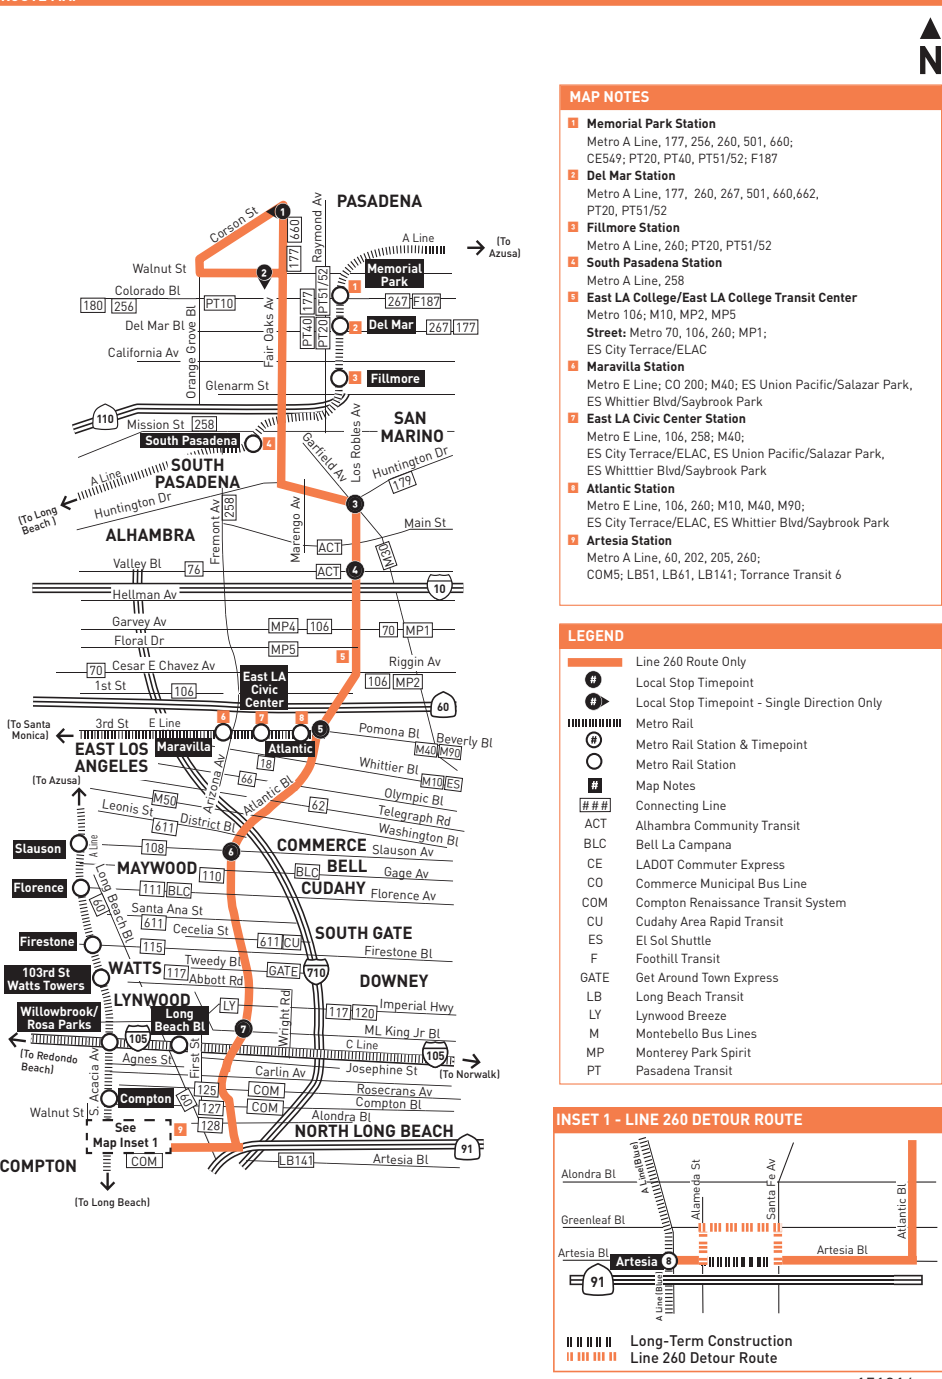 N
MAP NOTES
1 Memorial Park Station
Metro A Line, 177, 256, 260, 501, 660;
CE549; PT20, PT40, PT51/52; F187
2 Del Mar Station
Metro A Line, 177, 260, 267, 501, 660,662,
PT20, PT51/52
3 Fillmore Station
Metro A Line, 260; PT20, PT51/52
4 South Pasadena Station
Metro A Line, 258
5 East LA College/East LA College Transit Center
Metro 106; M10, MP2, MP5
Street: Metro 70, 106, 260; MP1;
ES City Terrace/ELAC
6 Maravilla Station
Metro E Line; CO 200; M40; ES Union Pacific/Salazar Park,
ES Whittier Blvd/Saybrook Park
7 East LA Civic Center Station
Metro E Line, 106, 258; M40;
ES City Terrace/ELAC, ES Union Pacific/Salazar Park,
ES Whitttier Blvd/Saybrook Park
8 Atlantic Station
Metro E Line, 106, 260; M10, M40, M90;
ES City Terrace/ELAC, ES Whittier Blvd/Saybrook Park
9 Artesia Station
Metro A Line, 60, 202, 205, 260;
COM5; LB51, LB61, LB141; Torrance Transit 6
LEGEND
Line 260 Route Only
# Local Stop Timepoint
# Local Stop Timepoint - Single Direction Only
Metro Rail
# Metro Rail Station & Timepoint
Metro Rail Station
# Map Notes
### Connecting Line
ACT Alhambra Community Transit
BLC Bell La Campana
CE LADOT Commuter Express
CO Commerce Municipal Bus Line
COM Compton Renaissance Transit System
CU Cudahy Area Rapid Transit
ES El Sol Shuttle
F Foothill Transit
GATE Get Around Town Express
LB Long Beach Transit
LY Lynwood Breeze
M Montebello Bus Lines
MP Monterey Park Spirit
PT Pasadena Transit
INSET 1 - LINE 260 DETOUR ROUTE
A Line(Blue)
Alameda St
Santa Fe Av
Atlantic Bl
Alondra Bl
Greenleaf Bl
Artesia Bl
Artesia 8
Artesia Bl
91
A Line (Blue)
Long-Term Construction
Line 260 Detour Route
PASADENA
Corson St
1
660
177
Raymond Av
A Line
(To
Azusa)
Walnut St
2
Memorial
Park
PT51/52
Colorado Bl
180 256
PT10
177
1
267 F187
Del Mar Bl
Orange Grove Bl
Fair Oaks Av
PT40
PT20
2
Del Mar
267 177
California Av
3
Fillmore
Glenarm St
110
Mission St 258
South Pasadena
4
SAN
MARINO
Los Robles Av
Garfield Av
Huntington Dr
179
A Line
SOUTH
PASADENA
(To Long
Beach )
Huntington Dr
Fremont Av
258
Marengo Av
3
Main St
ALHAMBRA
ACT
M30
Valley Bl
76
ACT
4
10
Hellman Av
Garvey Av
MP4 106
70 MP1
Floral Dr
MP5
5
Riggin Av
70 Cesar E Chavez Av
East LA
Civic
Center
106 MP2
1st St
106
60
(To Santa
Monica)
3rd St
E Line
6
7
8
5
Pomona Bl
Beverly Bl
EAST LOS
ANGELES
Maravilla
Atlantic
M40 M90
18
Whittier Bl
(To Azusa)
66
M10 ES
Arizona Av
Atlantic Bl
Olympic Bl
M50
62
Leonis St
District Bl
Telegraph Rd
611
Washington Bl
Slauson
A Line
108
6
COMMERCE
Slauson Av
MAYWOOD
110
BLC
BELL
Gage Av
Florence
111 BLC
CUDAHY
Florence Av
60
Long Beach Bl
Santa Ana St
611
Cecelia St
611 CU
SOUTH GATE
Firestone
115
Firestone Bl
WATTS
117
Tweedy Bl
GATE
710
103rd St
Watts Towers
Abbott Rd
DOWNEY
LYNWOOD
LY
Wright Rd
Imperial Hwy
117 120
Willowbrook/
Rosa Parks
Long
Beach Bl
7
ML King Jr Bl
105
C Line
105
(To Redondo
Beach)
Agnes St
First St
Josephine St
(To Norwalk)
S. Acacia Av
Carlin Av
125
COM
Rosecrans Av
Compton
60
127
COM
Compton Bl
Walnut St
128
Alondra Bl
See
Map Inset 1
9
NORTH LONG BEACH
91
COMPTON
COM
LB141
Artesia Bl
(To Long Beach)